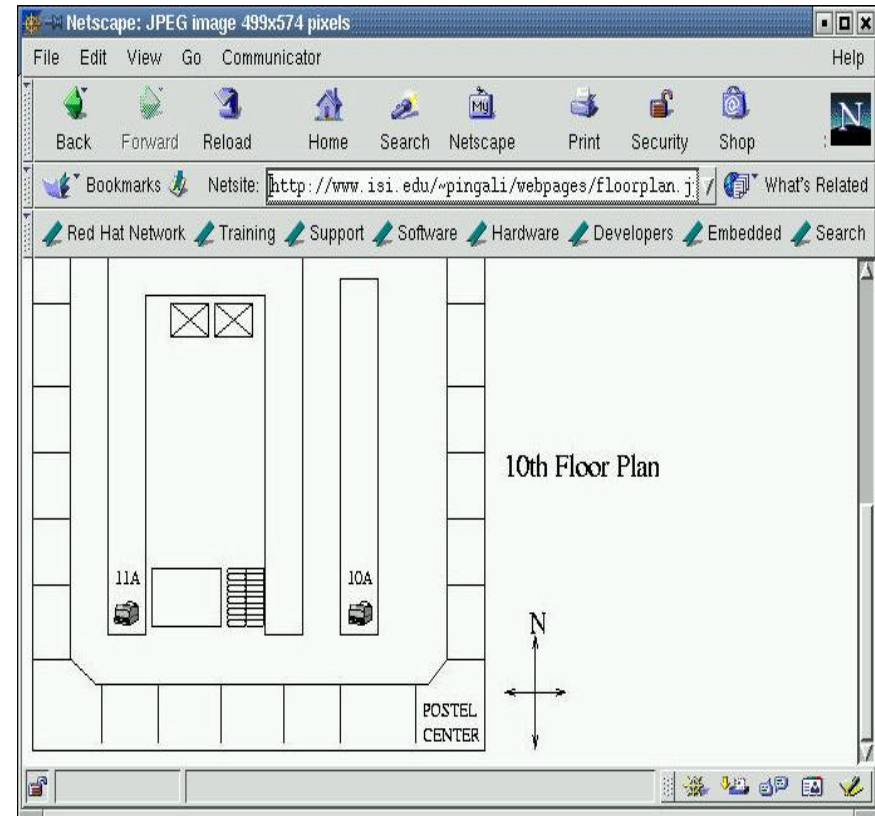 Netscape: JPEG image 499x574 pixels
File Edit View Go Communicator Help
My
N
Back Forward Reload Home Search Netscape Print Security Shop
Bookmarks Netsite: http://www.isi.edu/~pingali/webpages/floorplan.j What's Related
Red Hat Network Training Support Software Hardware Developers Embedded Search
10th Floor Plan
11A 10A
N
POSTEL
CENTER